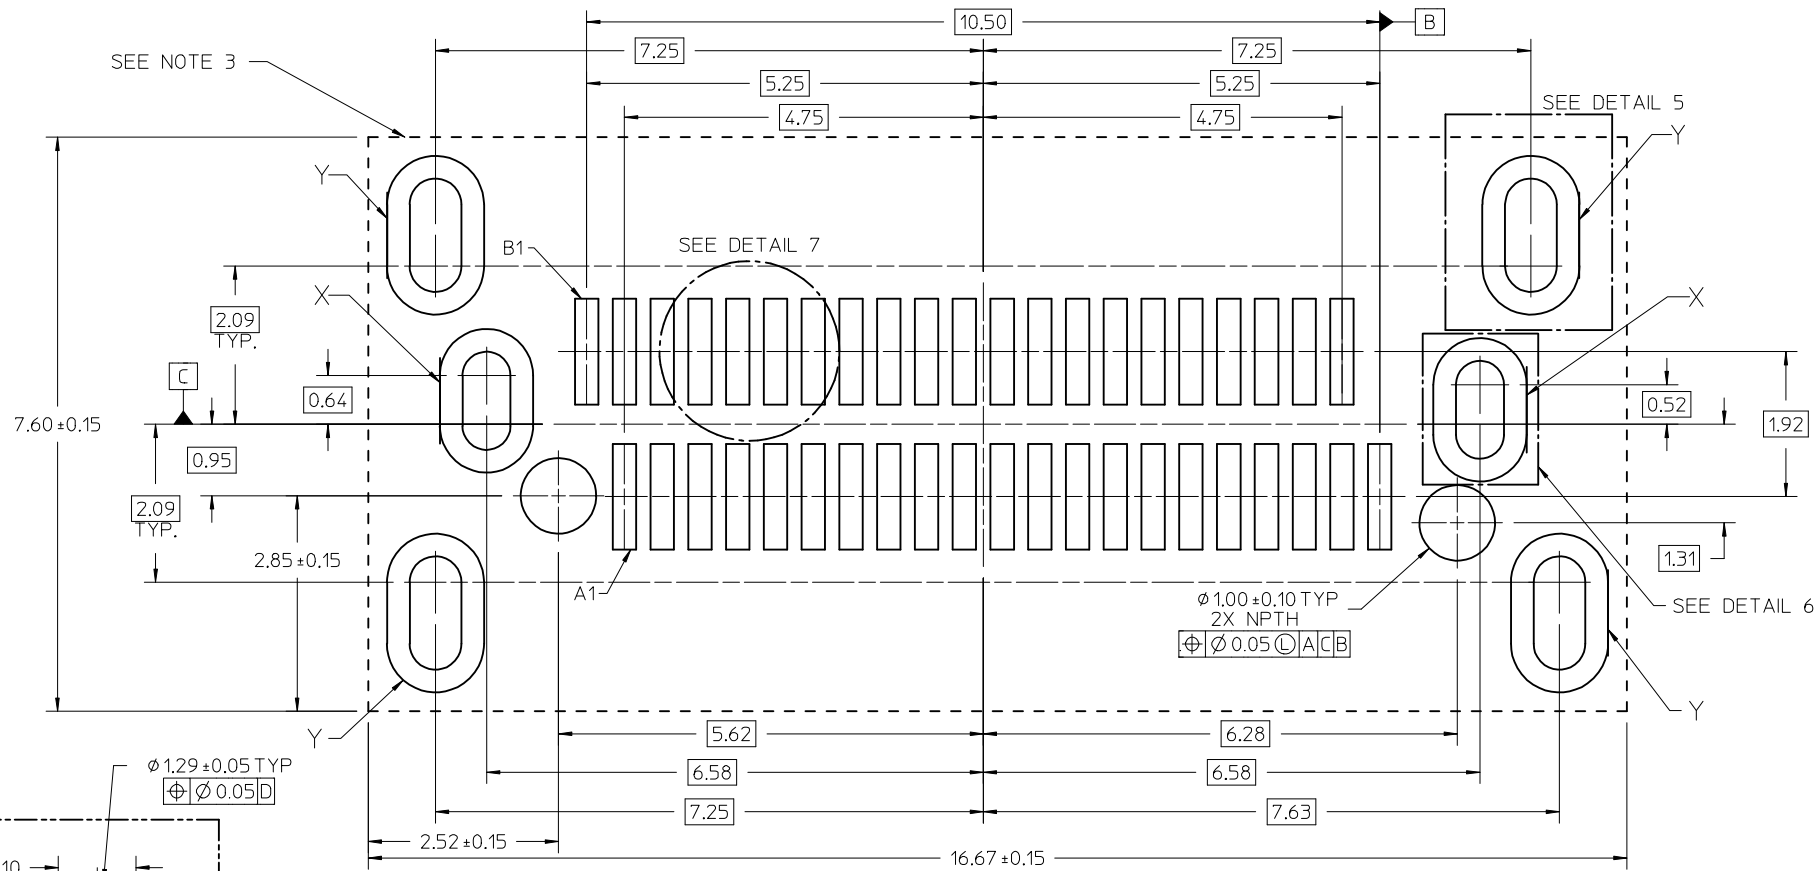 10.50
B
7.25
7.25
SEE NOTE 3
5.25
5.25
SEE DETAIL 5
4.75
4.75
Y
Y
B1
SEE DETAIL 7
X
X
2.09
TYP.
C
0.64
0.52
7.60±0.15
1.92
0.95
2.09
TYP.
2.85±0.15
1.31
A1
Ø1.00±0.10 TYP
2X NPTH
⌖ Ø 0.05 Ⓛ A C B
SEE DETAIL 6
Y
Y
5.62
6.28
Ø1.29±0.05 TYP
⌖ Ø 0.05 D
6.58
6.58
7.25
7.63
2.52±0.15
16.67±0.15